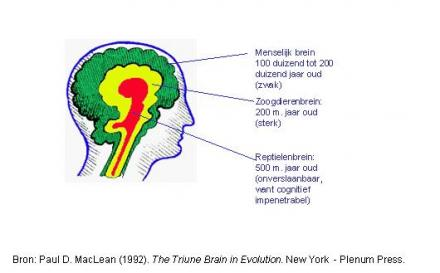 Menselijk brein
100 duizend tot 200
duizend jaar oud
(zwak)
Zoogdierenbrein:
200 m. jaar oud
(sterk)
Reptielenbrein:
500 m. jaar oud
(onverslaanbaar,
want cognitief
impenetrabel)
Bron: Paul D. MacLean (1992). The Triune Brain in Evolution. New York - Plenum Press.